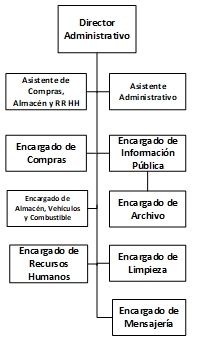 Director
Administrativo
Asistente de
Compras,
Almacén y RR HH
Asistente
Administrativo
Encargado de
Compras
Encargado de
Información
Pública
Encargado de
Almacén, Vehículos
y Combustible
Encargado de
Archivo
Encargado de
Recursos
Humanos
Encargado de
Limpieza
Encargado de
Mensajería